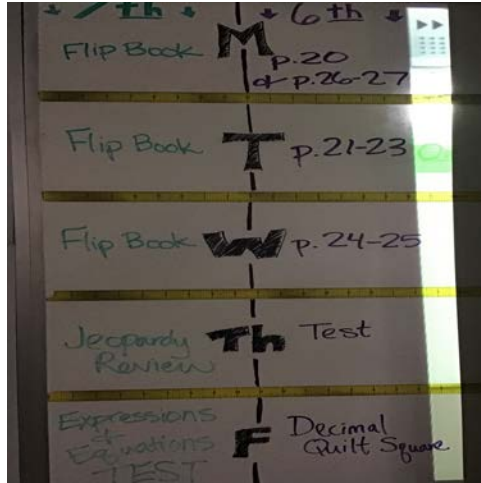 ↓ 7th ↓ ↓ 6th ↓
Flip Book M p.20
or p.26-27
Flip Book T p.21-23
Flip Book W p.24-25
Jeopardy Th Test
Review
Expressions F Decimal
+ Quilt Square
Equations
TEST